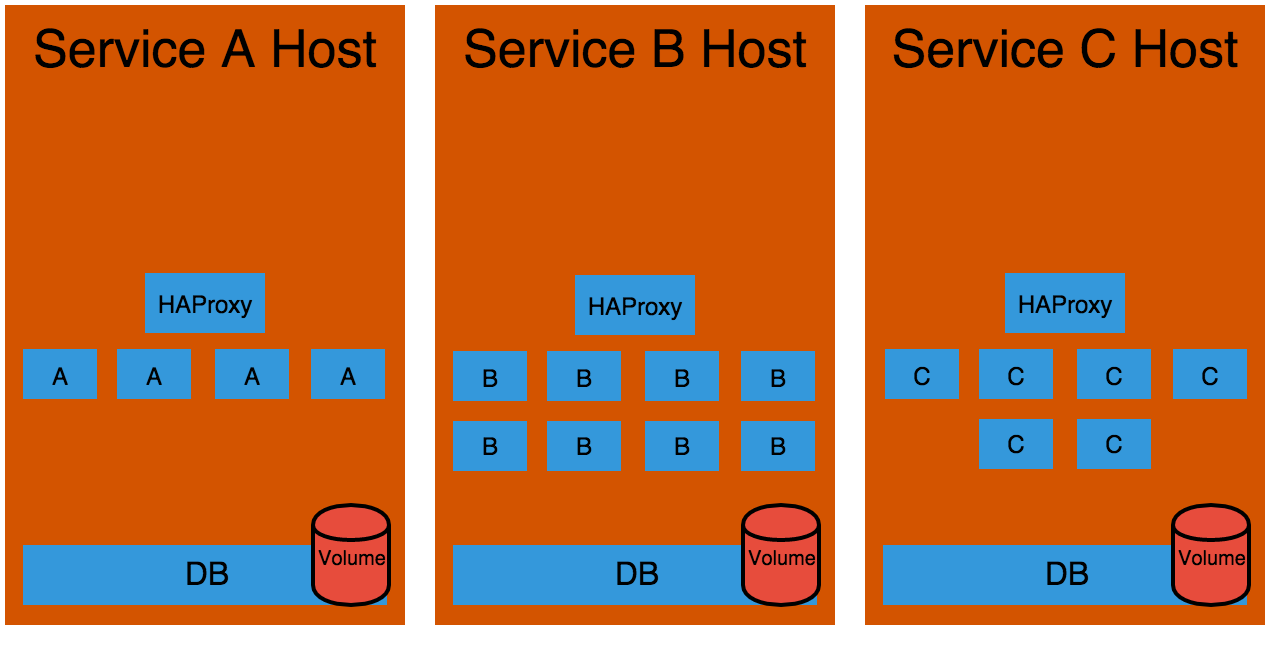 Service A Host
HAProxy
A A A A
DB
Volume
Service B Host
HAProxy
B B B B
B B B B
DB
Volume
Service C Host
HAProxy
C C C C
C C
DB
Volume